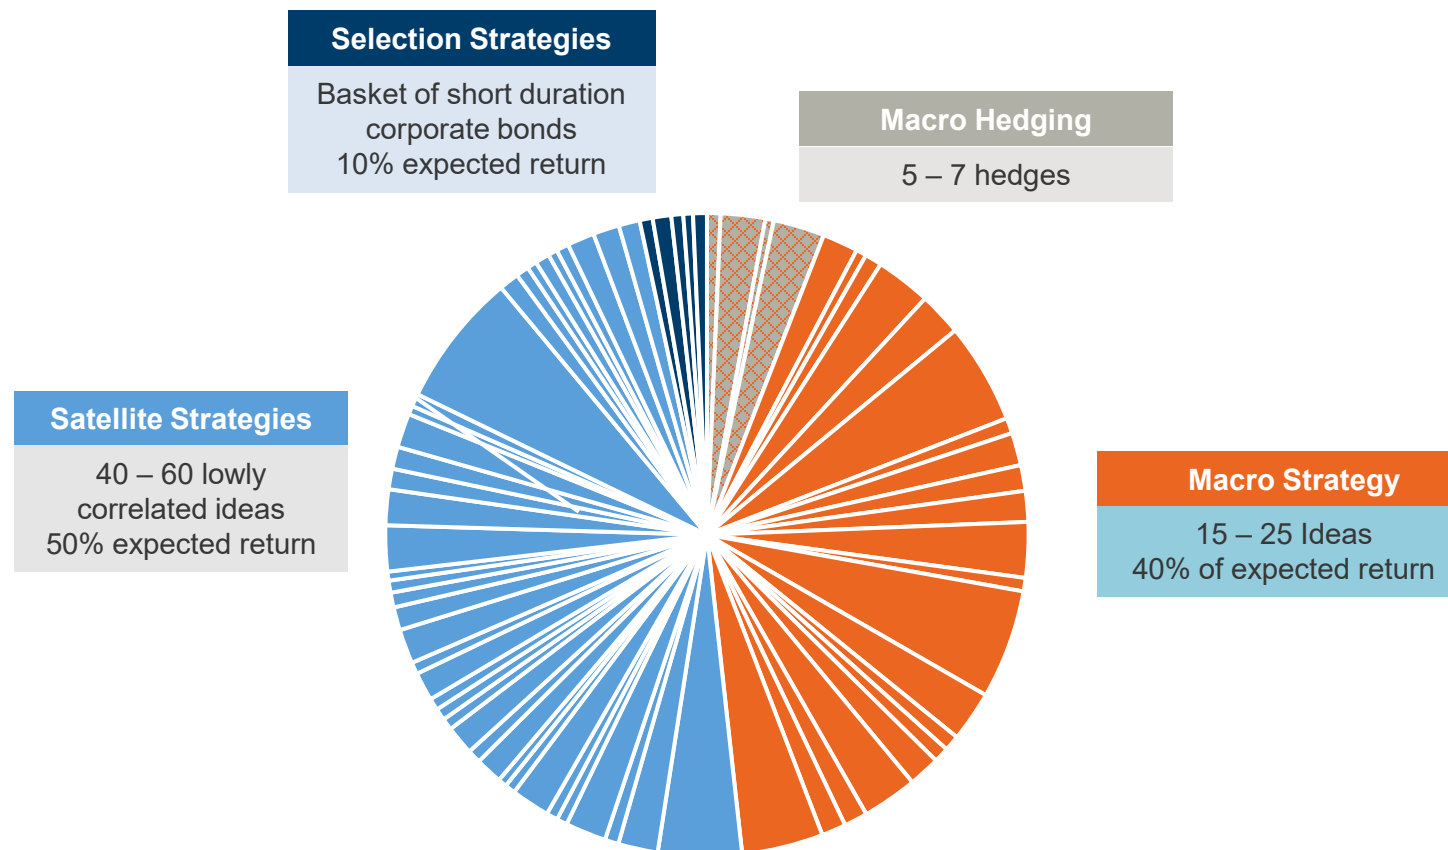 Selection Strategies
Basket of short duration
corporate bonds
10% expected return
Macro Hedging
5 – 7 hedges
Satellite Strategies
40 – 60 lowly
correlated ideas
50% expected return
Macro Strategy
15 – 25 Ideas
40% of expected return